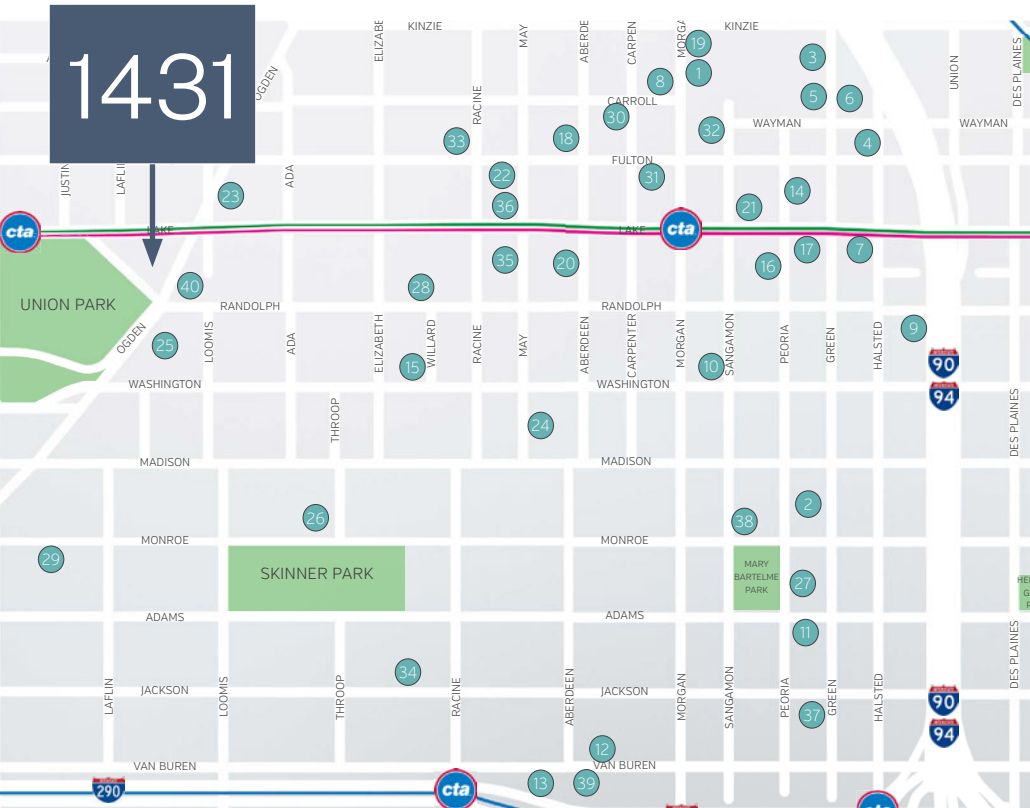 1431
KINZIE
KINZIE
MAY
CARPEN
UNION
DES PLAINES
OGDEN
RACINE
19
3
1
8
5
6
CARROLL
30
32
WAYMAN
WAYMAN
18
33
4
FULTON
ADA
22
31
14
23
36
21
cta
LAKE
LAKE
cta
35
20
16
17
7
40
28
UNION PARK
RANDOLPH
RANDOLPH
OGDEN
25
LOOMIS
ADA
ELIZABETH
WILLARD
RACINE
MAY
ABERDEEN
CARPENTER
MORGAN
SANGAMON
PEORIA
GREEN
HALSTED
9
15
10
90
94
WASHINGTON
WASHINGTON
THROOP
24
DES PLAINES
MADISON
MADISON
26
38
2
MONROE
MONROE
29
SKINNER PARK
MARY
BARTELME
PARK
27
ADAMS
ADAMS
11
34
DES PLAINES
LAFLIN
JACKSON
LOOMIS
THROOP
RACINE
ABERDEEN
JACKSON
MORGAN
SANGAMON
PEORIA
GREEN
HALSTED
37
90
94
12
VAN BUREN
VAN BUREN
290
cta
13
39